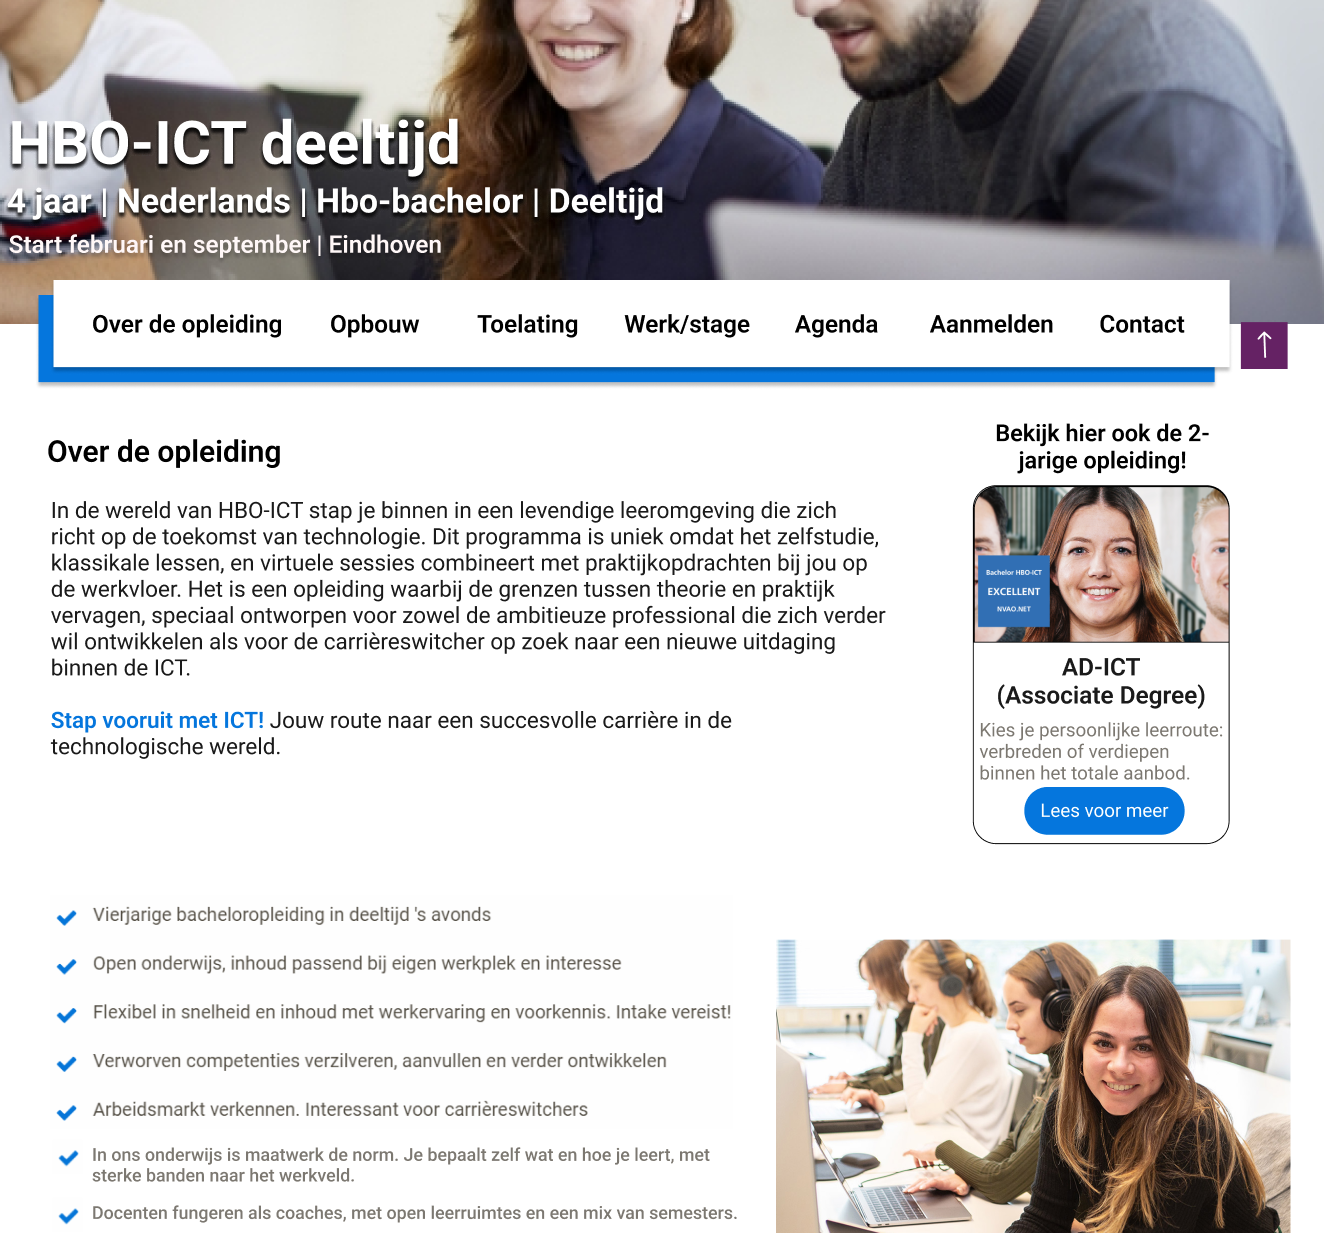 HBO-ICT deeltijd
4 jaar | Nederlands | Hbo-bachelor | Deeltijd
Start februari en september | Eindhoven
Over de opleiding
Opbouw
Toelating
Werk/stage
Agenda
Aanmelden
Contact
↑
Over de opleiding
In de wereld van HBO-ICT stap je binnen in een levendige leeromgeving die zich
richt op de toekomst van technologie. Dit programma is uniek omdat het zelfstudie,
klassikale lessen, en virtuele sessies combineert met praktijkopdrachten bij jou op
de werkvloer. Het is een opleiding waarbij de grenzen tussen theorie en praktijk
vervagen, speciaal ontworpen voor zowel de ambitieuze professional die zich verder
wil ontwikkelen als voor de carrièreswitcher op zoek naar een nieuwe uitdaging
binnen de ICT.
Stap vooruit met ICT! Jouw route naar een succesvolle carrière in de
technologische wereld.
Bekijk hier ook de 2-
jarige opleiding!
Bachelor HBO-ICT
EXCELLENT
NVAO.NET
AD-ICT
(Associate Degree)
Kies je persoonlijke leerroute:
verbreden of verdiepen
binnen het totale aanbod.
Lees voor meer
Vierjarige bacheloropleiding in deeltijd 's avonds
Open onderwijs, inhoud passend bij eigen werkplek en interesse
Flexibel in snelheid en inhoud met werkervaring en voorkennis. Intake vereist!
Verworven competenties verzilveren, aanvullen en verder ontwikkelen
Arbeidsmarkt verkennen. Interessant voor carrièreswitchers
In ons onderwijs is maatwerk de norm. Je bepaalt zelf wat en hoe je leert, met
sterke banden naar het werkveld.
Docenten fungeren als coaches, met open leerruimtes en een mix van semesters.